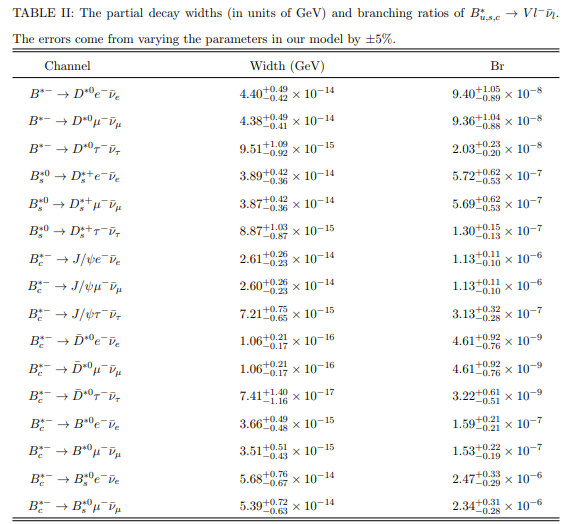 TABLE II: The partial decay widths (in units of GeV) and branching ratios of $B^*_{u,s,c} \to V l^- \bar{\nu}_l$.
The errors come from varying the parameters in our model by ±5%.
Channel Width (GeV) Br
$B^{*-} \to D^{*0} e^- \bar{\nu}_e$ $4.40^{+0.49}_{-0.42} \times 10^{-14}$ $9.40^{+1.05}_{-0.89} \times 10^{-8}$
$B^{*-} \to D^{*0} \mu^- \bar{\nu}_\mu$ $4.38^{+0.49}_{-0.41} \times 10^{-14}$ $9.36^{+1.04}_{-0.88} \times 10^{-8}$
$B^{*-} \to D^{*0} \tau^- \bar{\nu}_\tau$ $9.51^{+1.09}_{-0.92} \times 10^{-15}$ $2.03^{+0.23}_{-0.20} \times 10^{-8}$
$B_s^{*0} \to D_s^{*+} e^- \bar{\nu}_e$ $3.89^{+0.42}_{-0.36} \times 10^{-14}$ $5.72^{+0.62}_{-0.53} \times 10^{-7}$
$B_s^{*0} \to D_s^{*+} \mu^- \bar{\nu}_\mu$ $3.87^{+0.42}_{-0.36} \times 10^{-14}$ $5.69^{+0.62}_{-0.53} \times 10^{-7}$
$B_s^{*0} \to D_s^{*+} \tau^- \bar{\nu}_\tau$ $8.87^{+1.03}_{-0.87} \times 10^{-15}$ $1.30^{+0.15}_{-0.13} \times 10^{-7}$
$B_c^{*-} \to J/\psi e^- \bar{\nu}_e$ $2.61^{+0.26}_{-0.23} \times 10^{-14}$ $1.13^{+0.11}_{-0.10} \times 10^{-6}$
$B_c^{*-} \to J/\psi \mu^- \bar{\nu}_\mu$ $2.60^{+0.26}_{-0.23} \times 10^{-14}$ $1.13^{+0.11}_{-0.10} \times 10^{-6}$
$B_c^{*-} \to J/\psi \tau^- \bar{\nu}_\tau$ $7.21^{+0.75}_{-0.65} \times 10^{-15}$ $3.13^{+0.32}_{-0.28} \times 10^{-7}$
$B_c^{*-} \to \bar{D}^{*0} e^- \bar{\nu}_e$ $1.06^{+0.21}_{-0.17} \times 10^{-16}$ $4.61^{+0.92}_{-0.76} \times 10^{-9}$
$B_c^{*-} \to \bar{D}^{*0} \mu^- \bar{\nu}_\mu$ $1.06^{+0.21}_{-0.17} \times 10^{-16}$ $4.61^{+0.92}_{-0.76} \times 10^{-9}$
$B_c^{*-} \to \bar{D}^{*0} \tau^- \bar{\nu}_\tau$ $7.41^{+1.40}_{-1.16} \times 10^{-17}$ $3.22^{+0.61}_{-0.51} \times 10^{-9}$
$B_c^{*-} \to B^{*0} e^- \bar{\nu}_e$ $3.66^{+0.49}_{-0.48} \times 10^{-15}$ $1.59^{+0.21}_{-0.21} \times 10^{-7}$
$B_c^{*-} \to B^{*0} \mu^- \bar{\nu}_\mu$ $3.51^{+0.51}_{-0.43} \times 10^{-15}$ $1.53^{+0.22}_{-0.19} \times 10^{-7}$
$B_c^{*-} \to B_s^{*0} e^- \bar{\nu}_e$ $5.68^{+0.76}_{-0.67} \times 10^{-14}$ $2.47^{+0.33}_{-0.29} \times 10^{-6}$
$B_c^{*-} \to B_s^{*0} \mu^- \bar{\nu}_\mu$ $5.39^{+0.72}_{-0.63} \times 10^{-14}$ $2.34^{+0.31}_{-0.28} \times 10^{-6}$